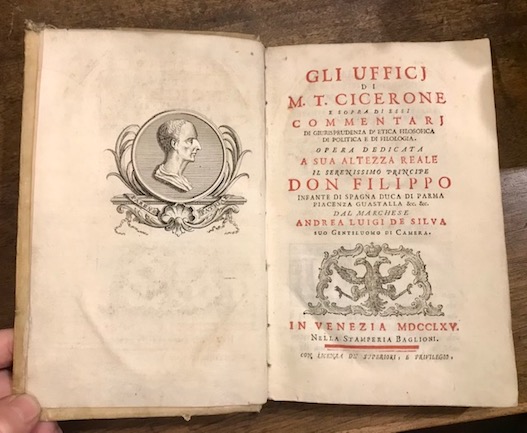 GLI UFFICJ
DI
M. T. CICERONE
E SOPRA DI ESSI
COMMENTARJ
DI GIURISPRUDENZA D' ETICA FILOSOFICA
DI POLITICA E DI FILOLOGIA.
OPERA DEDICATA
A SUA ALTEZZA REALE
IL SERENISSIMO PRINCIPE
DON FILIPPO
INFANTE DI SPAGNA DUCA DI PARMA
PIACENZA GUASTALLA &c. &c.
DAL MARCHESE
ANDREA LUIGI DE SILVA
SUO GENTILUOMO DI CAMERA.
IN VENEZIA MDCCLXV.
NELLA STAMPERIA BAGLIONI.
CON LICENZA DE' SUPERIORI, E PRIVILEGIO.